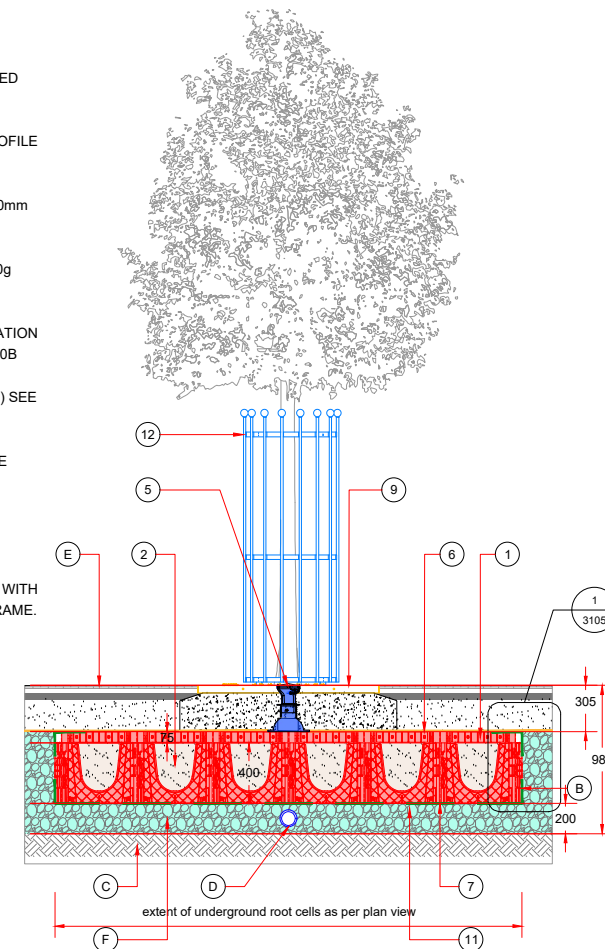 ED
OFILE
0mm
0g
ATION
0B
) SEE
E
WITH
RAME.
12
5
9
E
2
6
1
1
3105
305
75
400
98
B
200
C
D
7
extent of underground root cells as per plan view
F
11